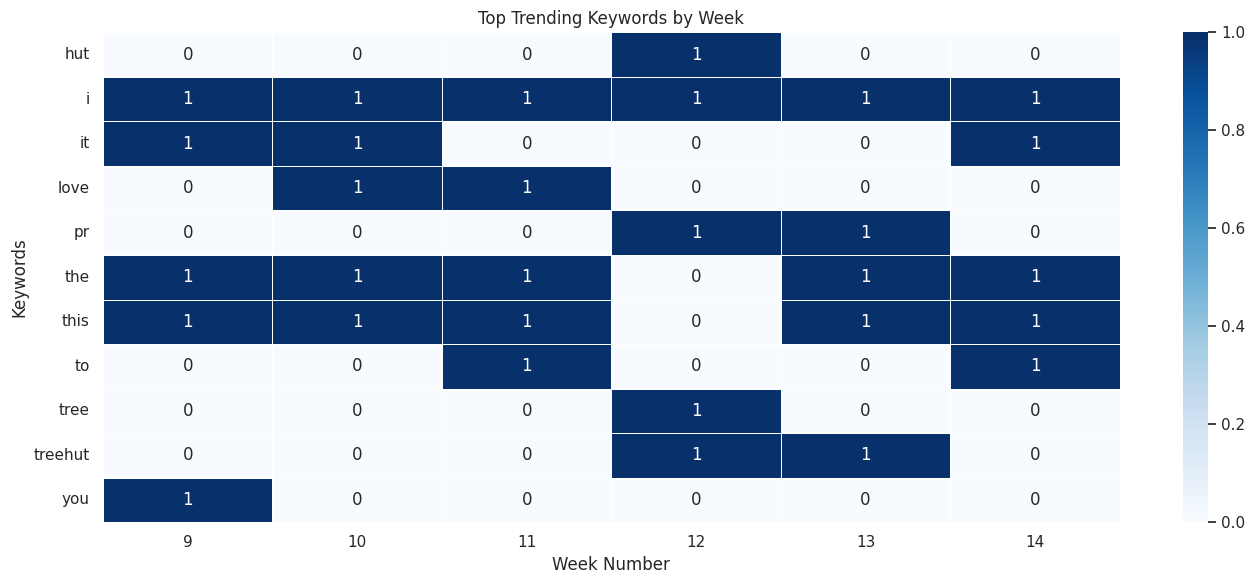 Top Trending Keywords by Week
hut 0 0 0 1 0 0
i 1 1 1 1 1 1
it 1 1 0 0 0 1
love 0 1 1 0 0 0
pr 0 0 0 1 1 0
the 1 1 1 0 1 1
this 1 1 1 0 1 1
to 0 0 1 0 0 1
tree 0 0 0 1 0 0
treehut 0 0 0 1 1 0
you 1 0 0 0 0 0
9 10 11 12 13 14
Week Number
Keywords
1.0
0.8
0.6
0.4
0.2
0.0